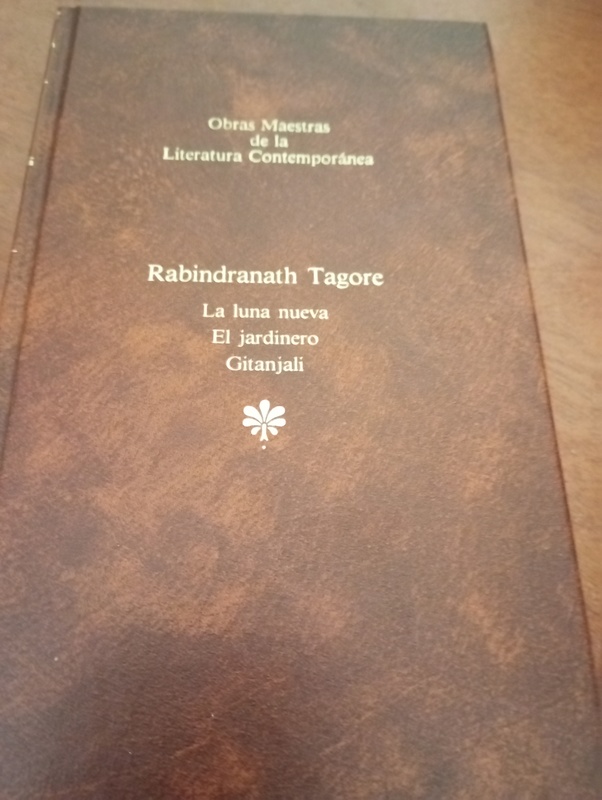 Obras Maestras
de la
Literatura Contemporánea
Rabindranath Tagore
La luna nueva
El jardinero
Gitanjali